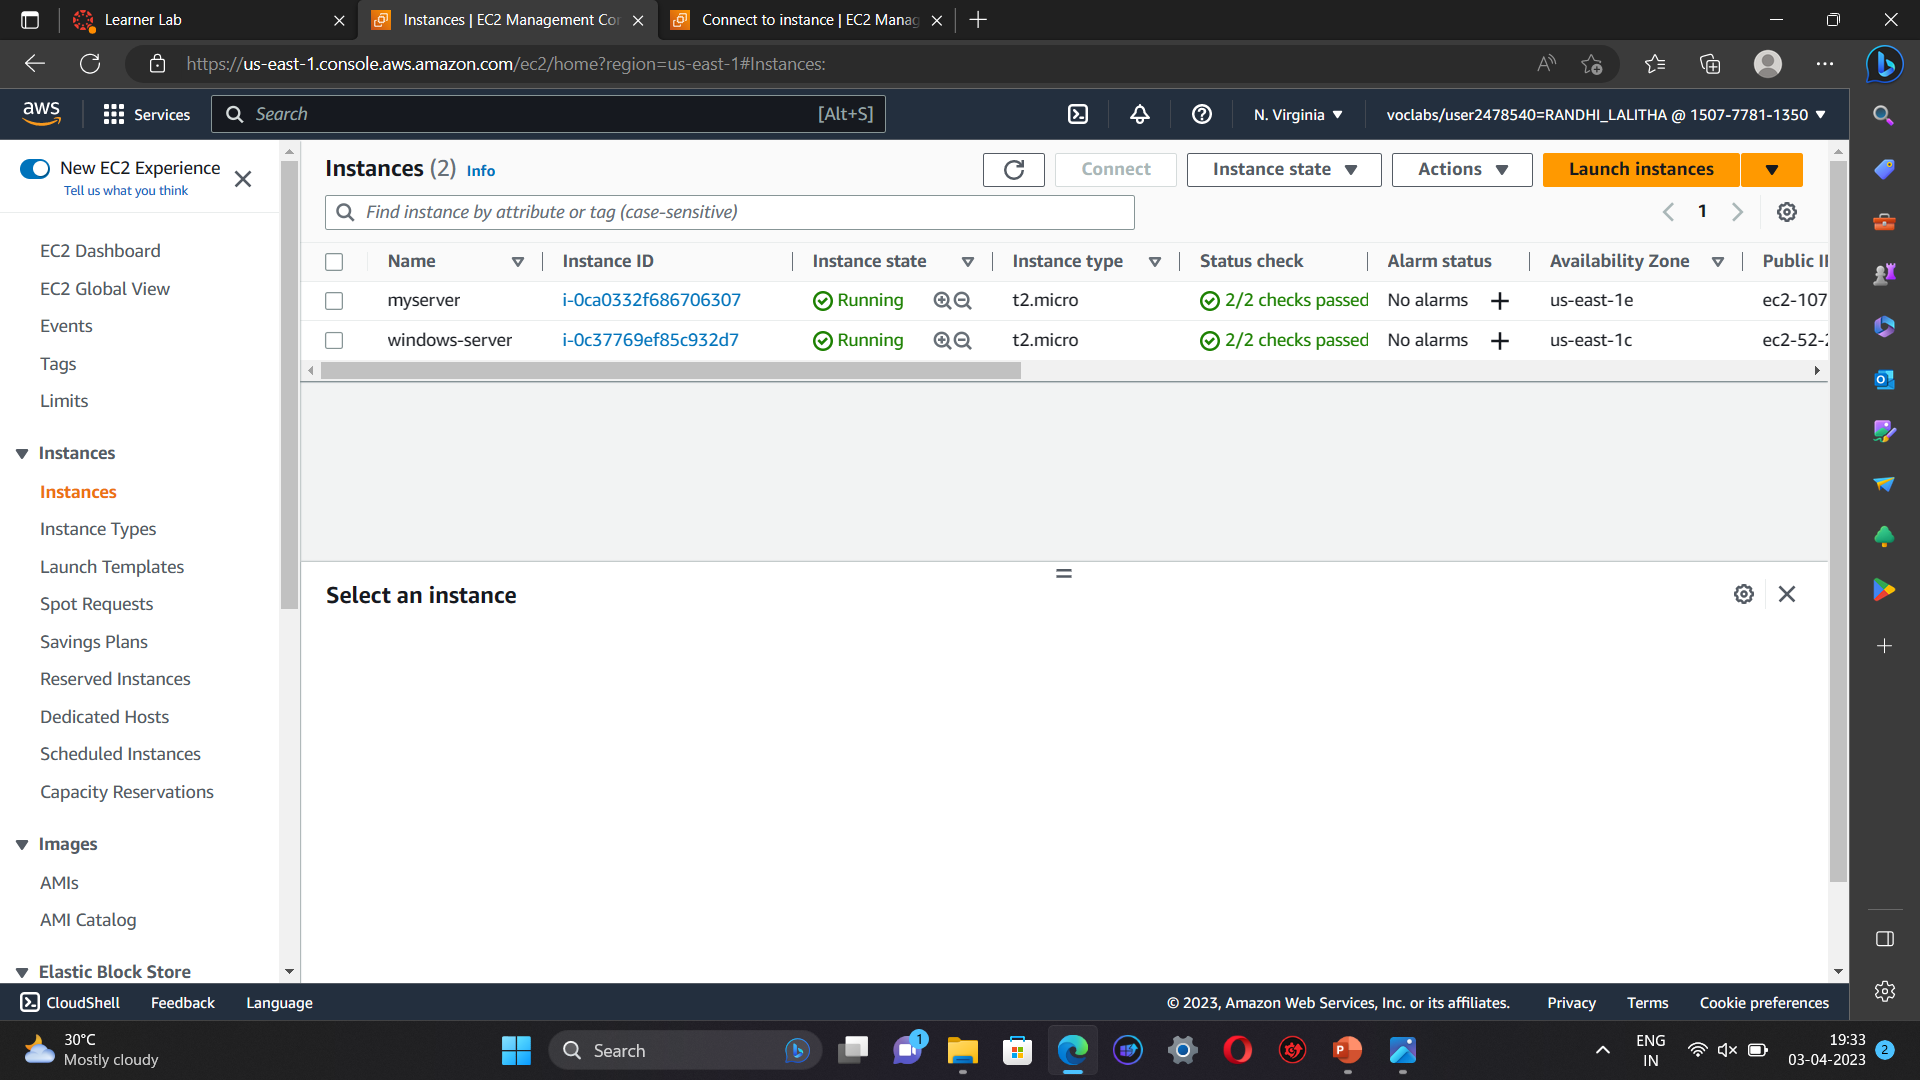 Learner Lab
Instances | EC2 Management Con
Connect to instance | EC2 Manag
https://us-east-1.console.aws.amazon.com/ec2/home?region=us-east-1#Instances:
aws
Services
Search
[Alt+S]
N. Virginia
voclabs/user2478540=RANDHI_LALITHA @ 1507-7781-1350
New EC2 Experience
Tell us what you think
EC2 Dashboard
EC2 Global View
Events
Tags
Limits
Instances
Instances
Instance Types
Launch Templates
Spot Requests
Savings Plans
Reserved Instances
Dedicated Hosts
Scheduled Instances
Capacity Reservations
Images
AMIs
AMI Catalog
Elastic Block Store
Instances (2) Info
Connect
Instance state
Actions
Launch instances
Find instance by attribute or tag (case-sensitive)
1
Name Instance ID Instance state Instance type Status check Alarm status Availability Zone Public II
myserver i-0ca0332f686706307 Running t2.micro 2/2 checks passed No alarms us-east-1e ec2-107
windows-server i-0c37769ef85c932d7 Running t2.micro 2/2 checks passed No alarms us-east-1c ec2-52-2
Select an instance
CloudShell Feedback Language © 2023, Amazon Web Services, Inc. or its affiliates. Privacy Terms Cookie preferences
30°C
Mostly cloudy
Search
1
ENG
IN
19:33
03-04-2023
2